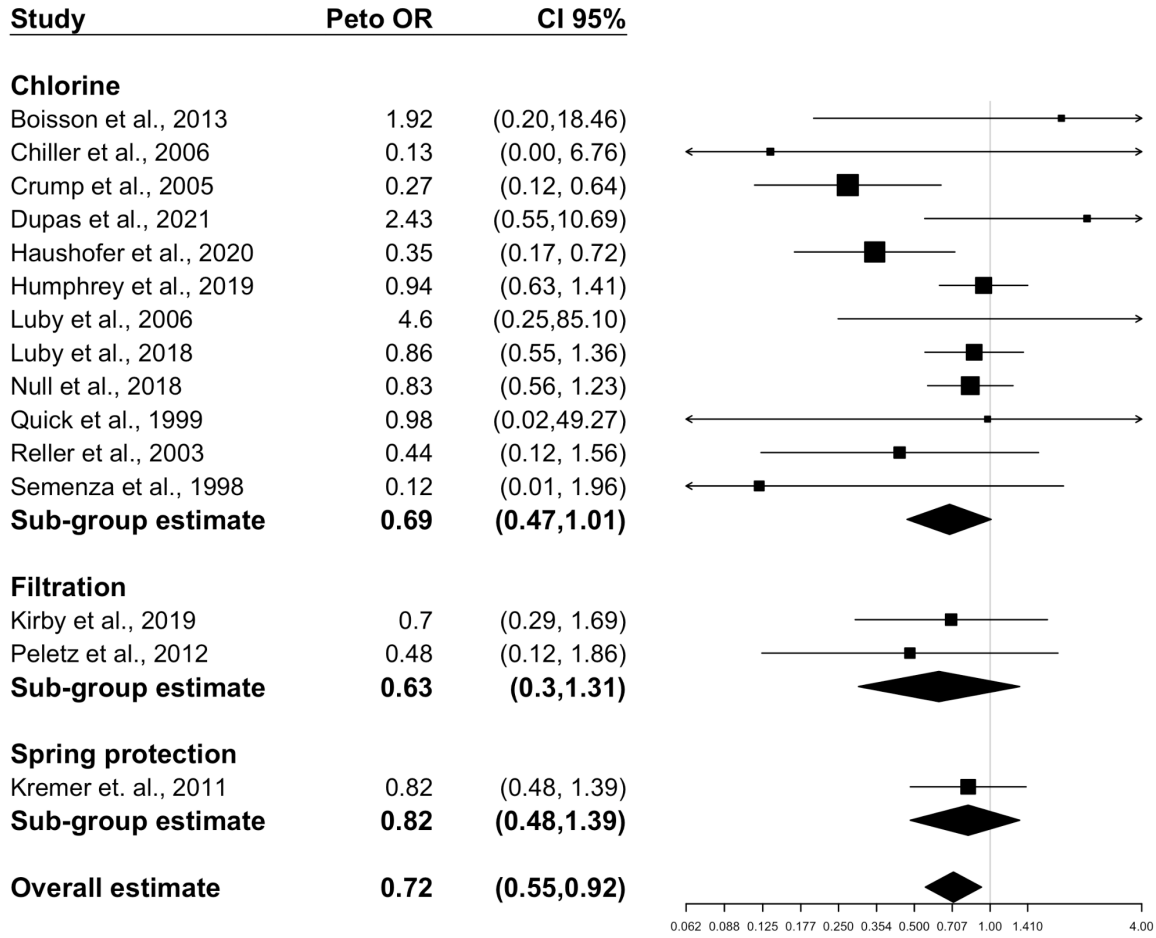 Study Peto OR CI 95%
Chlorine
Boisson et al., 2013 1.92 (0.20,18.46)
Chiller et al., 2006 0.13 (0.00, 6.76)
Crump et al., 2005 0.27 (0.12, 0.64)
Dupas et al., 2021 2.43 (0.55,10.69)
Haushofer et al., 2020 0.35 (0.17, 0.72)
Humphrey et al., 2019 0.94 (0.63, 1.41)
Luby et al., 2006 4.6 (0.25,85.10)
Luby et al., 2018 0.86 (0.55, 1.36)
Null et al., 2018 0.83 (0.56, 1.23)
Quick et al., 1999 0.98 (0.02,49.27)
Reller et al., 2003 0.44 (0.12, 1.56)
Semenza et al., 1998 0.12 (0.01, 1.96)
Sub-group estimate 0.69 (0.47,1.01)
Filtration
Kirby et al., 2019 0.7 (0.29, 1.69)
Peletz et al., 2012 0.48 (0.12, 1.86)
Sub-group estimate 0.63 (0.3,1.31)
Spring protection
Kremer et. al., 2011 0.82 (0.48, 1.39)
Sub-group estimate 0.82 (0.48,1.39)
Overall estimate 0.72 (0.55,0.92)
0.062 0.088 0.125 0.177 0.250 0.354 0.500 0.707 1.00 1.410 4.00